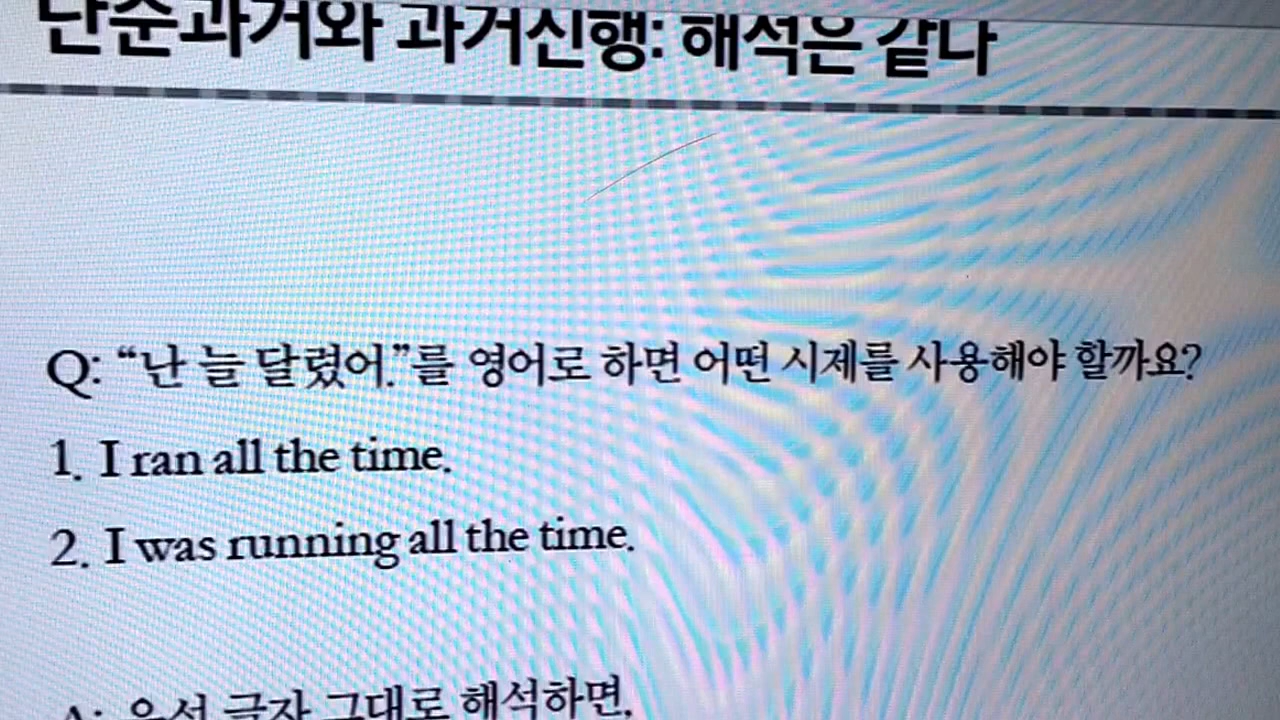 단순과거와 과거진행: 해석은 같다
Q: “난 늘 달렸어.”를 영어로 하면 어떤 시제를 사용해야 할까요?
1. I ran all the time.
2. I was running all the time.
A: 우선 글자 그대로 해석하면,